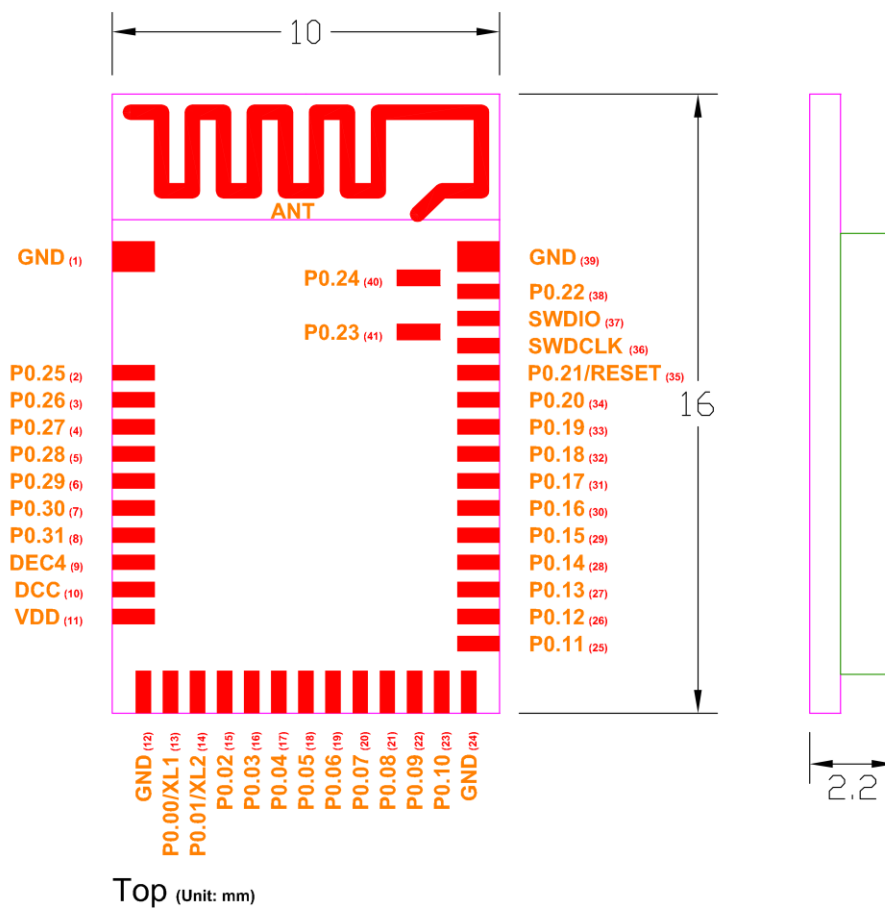 10
ANT
GND (1)
P0.25 (2)
P0.26 (3)
P0.27 (4)
P0.28 (5)
P0.29 (6)
P0.30 (7)
P0.31 (8)
DEC4 (9)
DCC (10)
VDD (11)
P0.24 (40)
P0.23 (41)
GND (39)
P0.22 (38)
SWDIO (37)
SWDCLK (36)
P0.21/RESET (35)
P0.20 (34)
P0.19 (33)
P0.18 (32)
P0.17 (31)
P0.16 (30)
P0.15 (29)
P0.14 (28)
P0.13 (27)
P0.12 (26)
P0.11 (25)
16
GND (12)
P0.00/XL1 (13)
P0.01/XL2 (14)
P0.02 (15)
P0.03 (16)
P0.04 (17)
P0.05 (18)
P0.06 (19)
P0.07 (20)
P0.08 (21)
P0.09 (22)
P0.10 (23)
GND (24)
2.2
Top (Unit: mm)